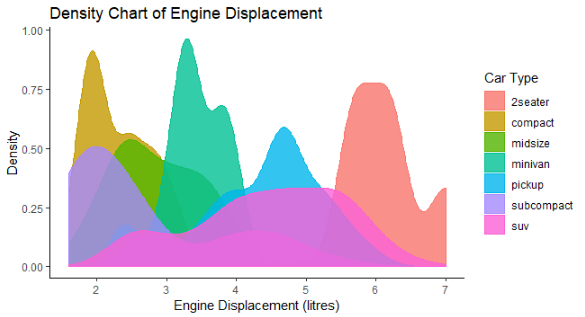 Density Chart of Engine Displacement
1.00
0.75
0.50
0.25
0.00
Density
2
3
4
5
6
7
Engine Displacement (litres)
Car Type
2seater
compact
midsize
minivan
pickup
subcompact
suv